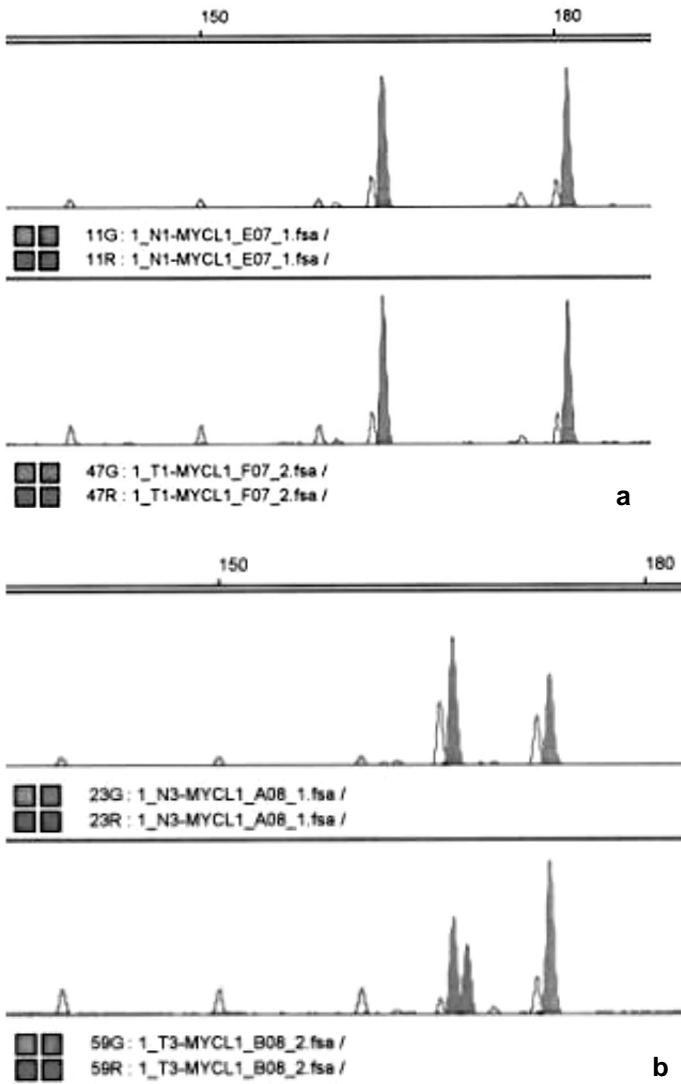 150 180
11G : 1_N1-MYCL1_E07_1.fsa /
11R : 1_N1-MYCL1_E07_1.fsa /
47G : 1_T1-MYCL1_F07_2.fsa /
47R : 1_T1-MYCL1_F07_2.fsa /
a
150 180
23G : 1_N3-MYCL1_A08_1.fsa /
23R : 1_N3-MYCL1_A08_1.fsa /
59G : 1_T3-MYCL1_B08_2.fsa /
59R : 1_T3-MYCL1_B08_2.fsa /
b